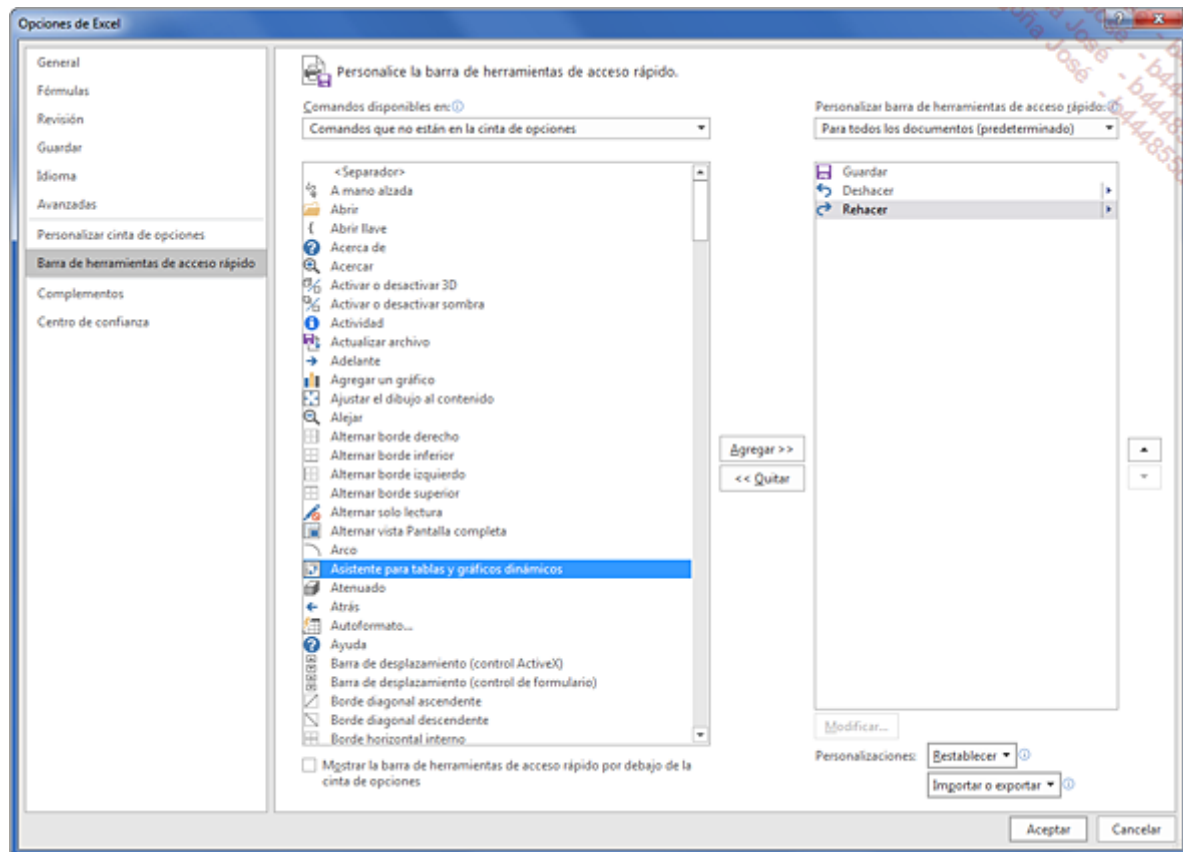 Opciones de Excel
General
Fórmulas
Revisión
Guardar
Idioma
Avanzadas
Personalizar cinta de opciones
Barra de herramientas de acceso rápido
Complementos
Centro de confianza
Personalice la barra de herramientas de acceso rápido.
Comandos disponibles en:
Comandos que no están en la cinta de opciones
<Separador>
A mano alzada
Abrir
Abrir llave
Acerca de
Acercar
Activar o desactivar 3D
Activar o desactivar sombra
Actividad
Actualizar archivo
Adelante
Agregar un gráfico
Ajustar el dibujo al contenido
Alejar
Alternar borde derecho
Alternar borde inferior
Alternar borde izquierdo
Alternar borde superior
Alternar solo lectura
Alternar vista Pantalla completa
Arco
Asistente para tablas y gráficos dinámicos
Atenuado
Atrás
Autoformato...
Ayuda
Barra de desplazamiento (control ActiveX)
Barra de desplazamiento (control de formulario)
Borde diagonal ascendente
Borde diagonal descendente
Borde horizontal interno
Mostrar la barra de herramientas de acceso rápido por debajo de la
cinta de opciones
Agregar >>
<< Quitar
Personalizar barra de herramientas de acceso rápido:
Para todos los documentos (predeterminado)
Guardar
Deshacer
Rehacer
Modificar...
Personalizaciones:
Restablecer
Importar o exportar
Aceptar
Cancelar
José